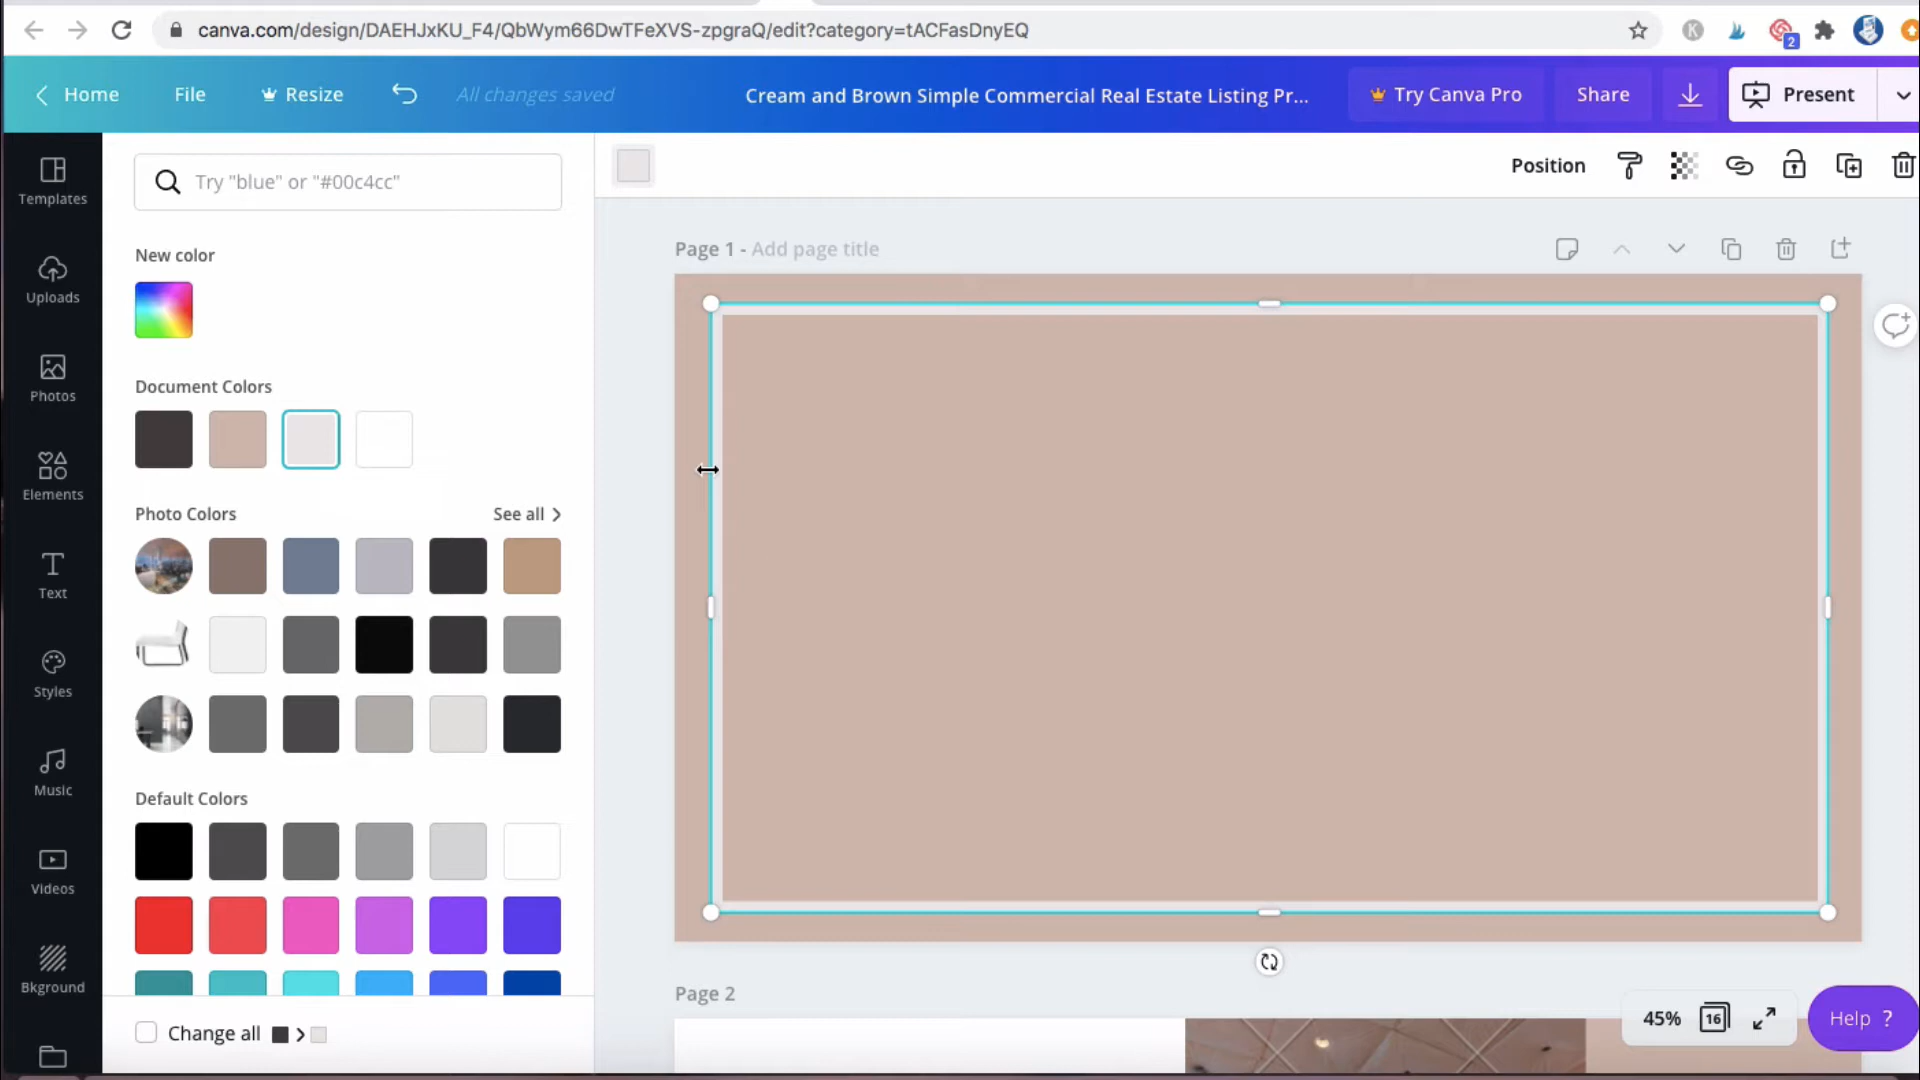 canva.com/design/DAEHJxKU_F4/QbWym66DwTFeXVS-zpgraQ/edit?category=tACFasDnyEQ
K
2
Home
File
Resize
All changes saved
Cream and Brown Simple Commercial Real Estate Listing Pr...
Try Canva Pro
Share
Present
Templates
Uploads
Photos
Elements
Text
Styles
Music
Videos
Bkground
Try "blue" or "#00c4cc"
New color
Document Colors
Photo Colors
See all
Default Colors
Change all
Position
Page 1 - Add page title
Page 2
45%
16
Help ?